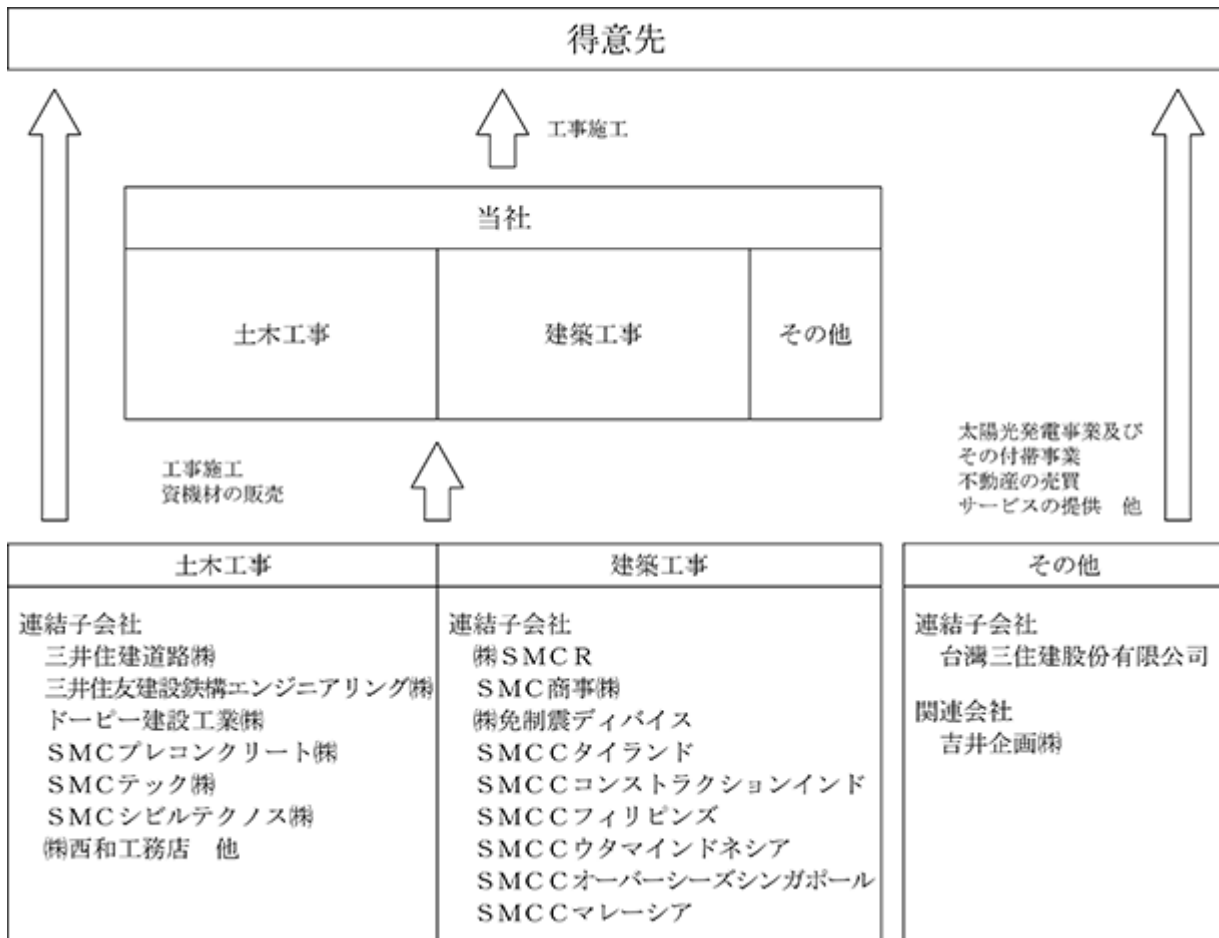 得意先
工事施工
当社
土木工事
建築工事
その他
工事施工
資機材の販売
太陽光発電事業及び
その付帯事業
不動産の売買
サービスの提供　他
土木工事
連結子会社
三井住建道路㈱
三井住友建設鉄構エンジニアリング㈱
ドーピー建設工業㈱
ＳＭＣプレコンクリート㈱
ＳＭＣテック㈱
ＳＭＣシビルテクノス㈱
㈱西和工務店　他
建築工事
連結子会社
㈱ＳＭＣＲ
ＳＭＣ商事㈱
㈱免制震ディバイス
ＳＭＣＣタイランド
ＳＭＣＣコンストラクションインド
ＳＭＣＣフィリピンズ
ＳＭＣＣウタマインドネシア
ＳＭＣＣオーバーシーズシンガポール
ＳＭＣＣマレーシア
その他
連結子会社
台灣三住建股份有限公司
関連会社
吉井企画㈱